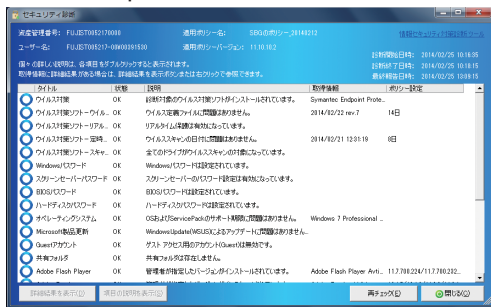 セキュリティ診断
資産管理番号: FUJIST0052170008 適用ポリシー名: SBGのポリシー_20140212 情報セキュリティ対策診断ツール
ユーザー名: FUJIST005217-08#00391530 適用ポリシーバージョン: 11.10.10.2
診断開始日時: 2014/02/25 10:16:35
個々の詳しい説明は、各項目をダブルクリックすると表示されます。 診断終了日時: 2014/02/25 10:18:15
取得情報に詳細結果がある場合は、詳細結果を表示ボタンまたは右クリックで参照できます。 最終報告日時: 2014/02/25 13:09:15
タイトル 状態 説明 取得情報 ポリシー設定
ウイルス対策 OK 診断対象のウイルス対策ソフトがインストールされています。 Symantec Endpoint Prote...
ウイルス対策ソフト-ウイル... OK ウイルス定義ファイルに問題はありません。 2014/02/22 rev.7 14日
ウイルス対策ソフト-リアル... OK リアルタイム保護は有効になっています。
ウイルス対策ソフト-定時... OK ウイルススキャンの日付に問題はありません。 2014/02/21 12:31:19 8日
ウイルス対策ソフト-スキャ... OK 全てのドライブがウイルススキャンの対象になっています。
Windowsパスワード OK Windowsパスワードは設定されています。
スクリーンセーバーパスワード OK スクリーンセーバーのパスワード設定は有効になっています。
BIOSパスワード OK BIOSパスワードは設定されています。
ハードディスクパスワード OK ハードディスクパスワードは設定されています。
オペレーティングシステム OK OSおよびServicePackのサポート期限に問題はありません。 Windows 7 Professional ...
Microsoft製品更新 OK WindowsUpdate(WSUS)によるアップデートに問題はありませ...
Guestアカウント OK ゲスト アクセス用のアカウント(Guest)は無効です。
共有フォルダ OK 共有フォルダは存在しません。
Adobe Flash Player OK 管理者が指定したバージョンがインストールされています。 Adobe Flash Player Avti... 11.7.700.224/11.7.700.232...
詳細結果を表示(D) 項目の説明を表示(S) 再チェック(E) 閉じる(C)